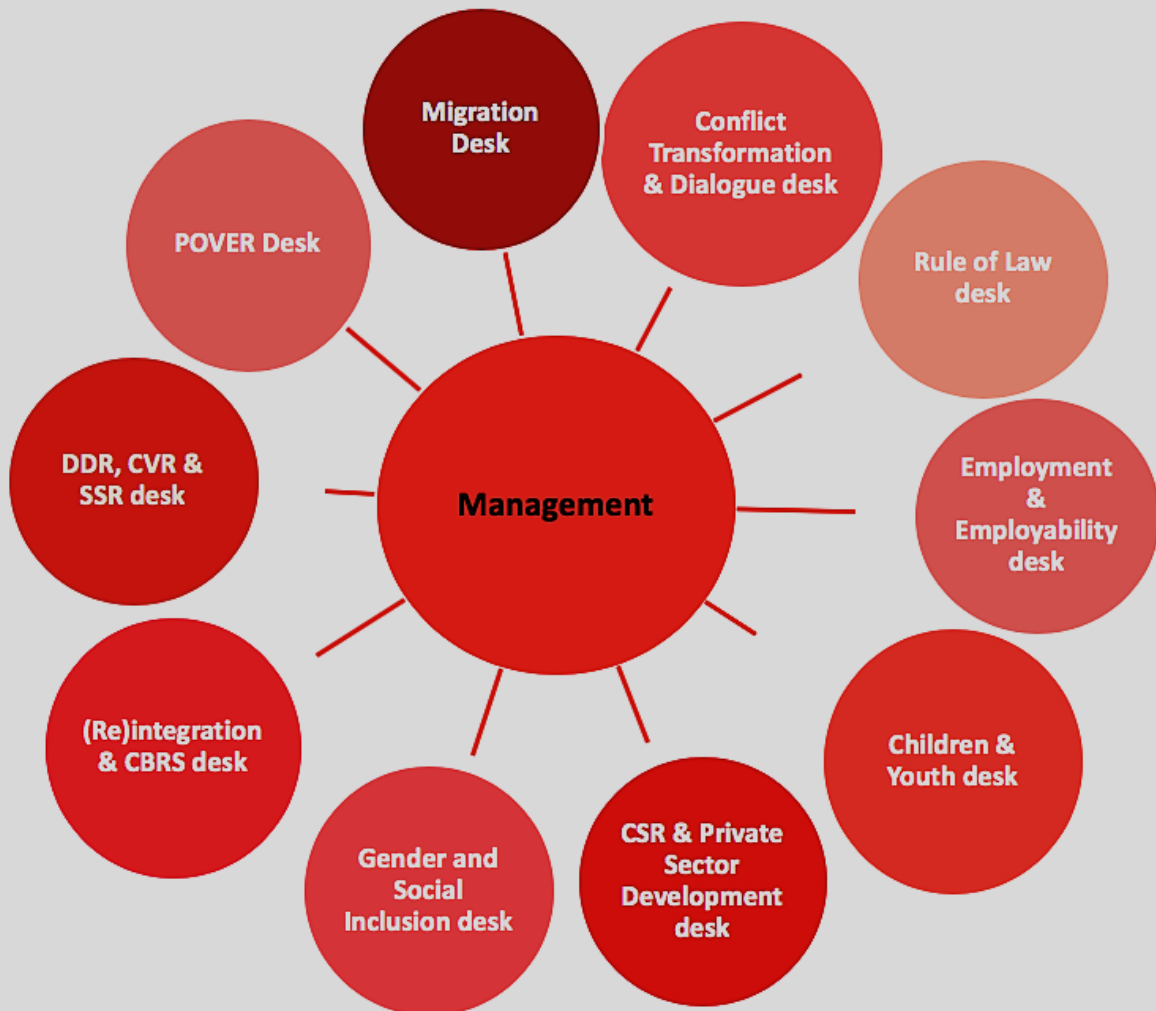 Migration
Desk
Conflict
Transformation
& Dialogue desk
Rule of Law
desk
Employment
&
Employability
desk
Children &
Youth desk
CSR & Private
Sector
Development
desk
Gender and
Social
Inclusion desk
(Re)integration
& CBRS desk
DDR, CVR &
SSR desk
POVER Desk
Management